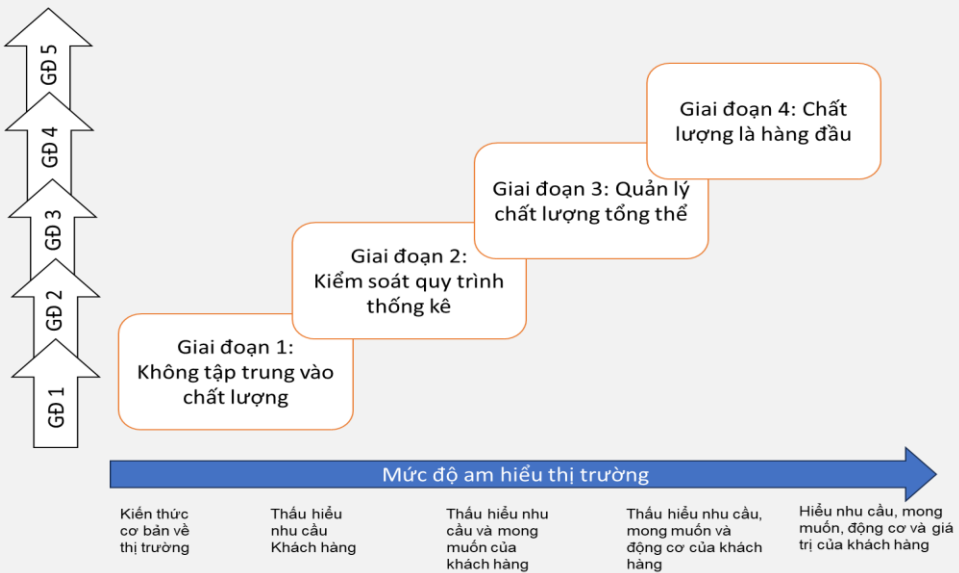 GĐ 5
GĐ 4
GĐ 3
GĐ 2
GĐ 1
Giai đoạn 4: Chất
lượng là hàng đầu
Giai đoạn 3: Quản lý
chất lượng tổng thể
Giai đoạn 2:
Kiểm soát quy trình
thống kê
Giai đoạn 1:
Không tập trung vào
chất lượng
Mức độ am hiểu thị trường
Kiến thức
cơ bản về
thị trường
Thấu hiểu
nhu cầu
Khách hàng
Thấu hiểu nhu
cầu và mong
muốn của
khách hàng
Thấu hiểu nhu cầu,
mong muốn và
động cơ của khách
hàng
Hiểu nhu cầu, mong
muốn, động cơ và giá
trị của khách hàng